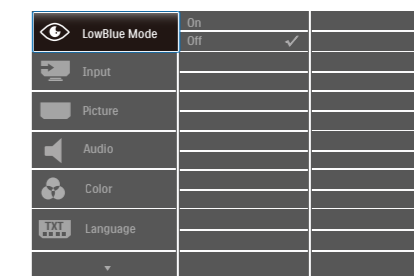 LowBlue Mode
On
Off
Input
Picture
Audio
Color
TXT
Language